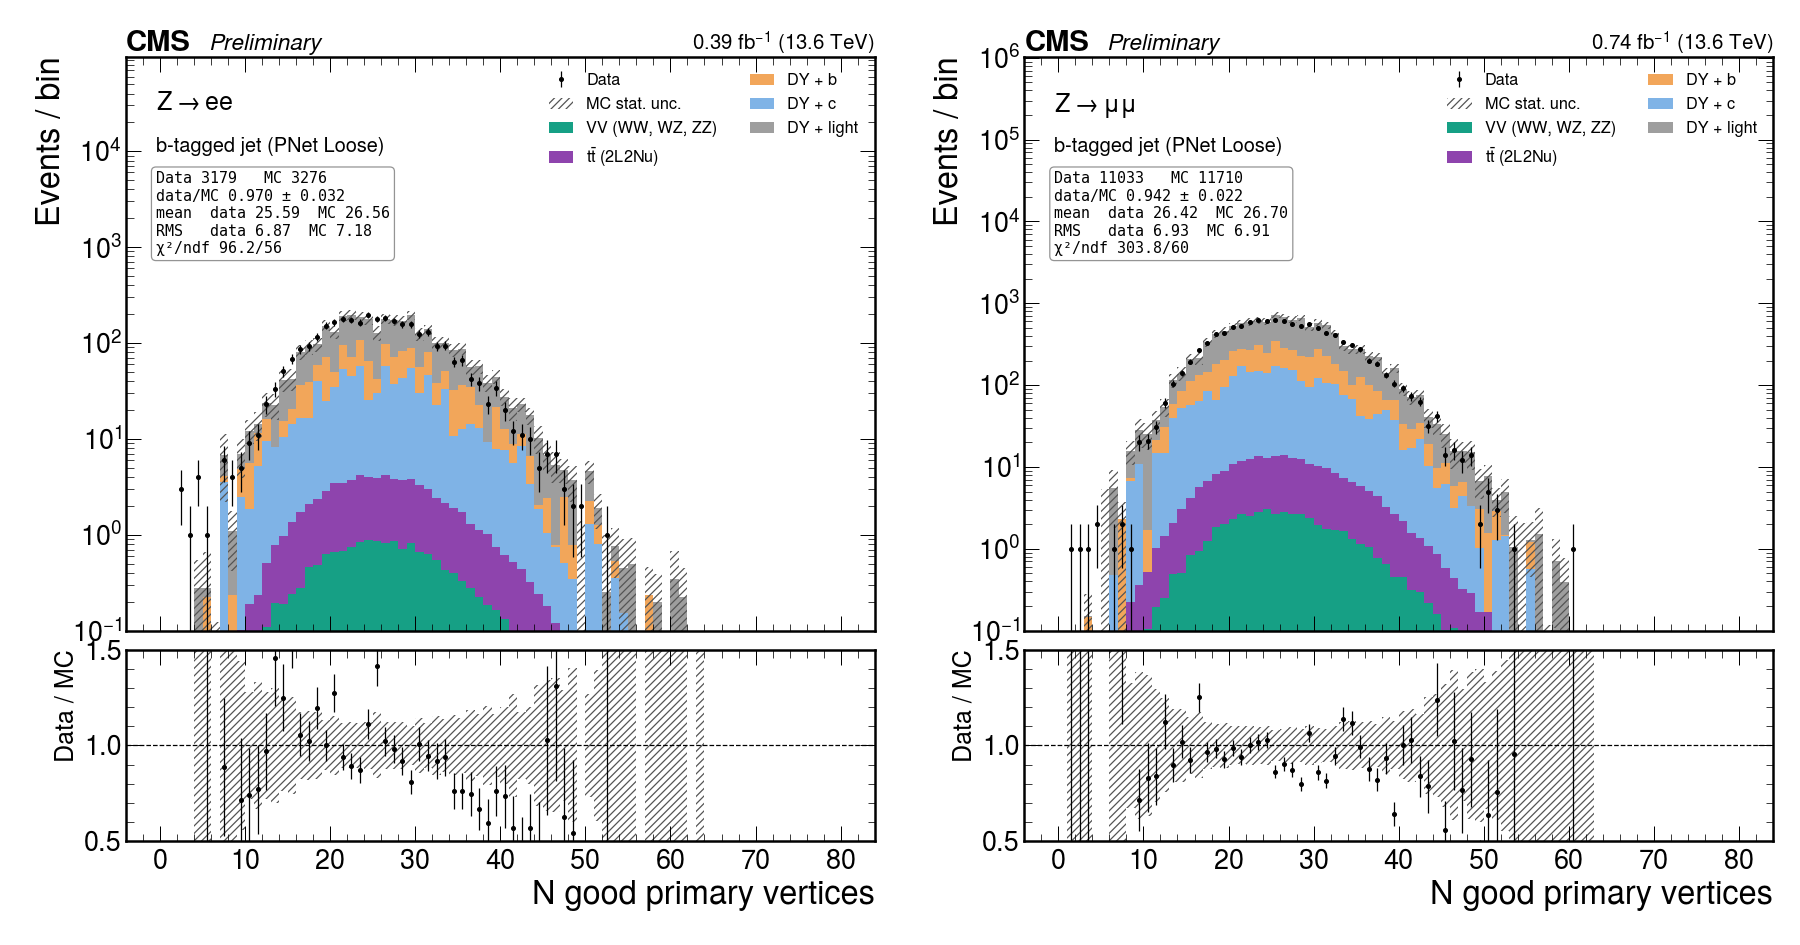 CMS Preliminary 0.39 fb⁻¹ (13.6 TeV)
Events / bin
Z → ee
b-tagged jet (PNet Loose)
Data 3179 MC 3276
data/MC 0.970 ± 0.032
mean data 25.59 MC 26.56
RMS data 6.87 MC 7.18
χ²/ndf 96.2/56
Data
MC stat. unc.
VV (WW, WZ, ZZ)
tt̄ (2L2Nu)
DY + b
DY + c
DY + light
10⁴
10³
10²
10¹
10⁰
10⁻¹
Data / MC
1.5
1.0
0.5
0 10 20 30 40 50 60 70 80
N good primary vertices
CMS Preliminary 0.74 fb⁻¹ (13.6 TeV)
Events / bin
Z → μμ
b-tagged jet (PNet Loose)
Data 11033 MC 11710
data/MC 0.942 ± 0.022
mean data 26.42 MC 26.70
RMS data 6.93 MC 6.91
χ²/ndf 303.8/60
Data
MC stat. unc.
VV (WW, WZ, ZZ)
tt̄ (2L2Nu)
DY + b
DY + c
DY + light
10⁶
10⁵
10⁴
10³
10²
10¹
10⁰
10⁻¹
Data / MC
1.5
1.0
0.5
0 10 20 30 40 50 60 70 80
N good primary vertices